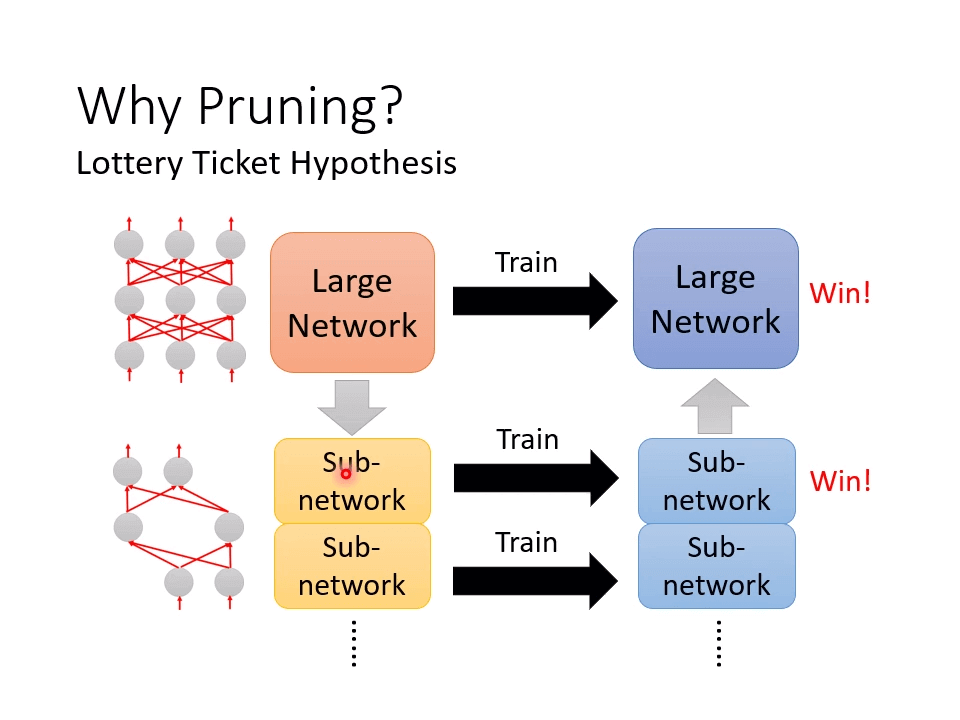 Why Pruning?
Lottery Ticket Hypothesis
Large
Network
Train
Large
Network
Win!
Sub-
network
Train
Sub-
network
Win!
Sub-
network
Train
Sub-
network